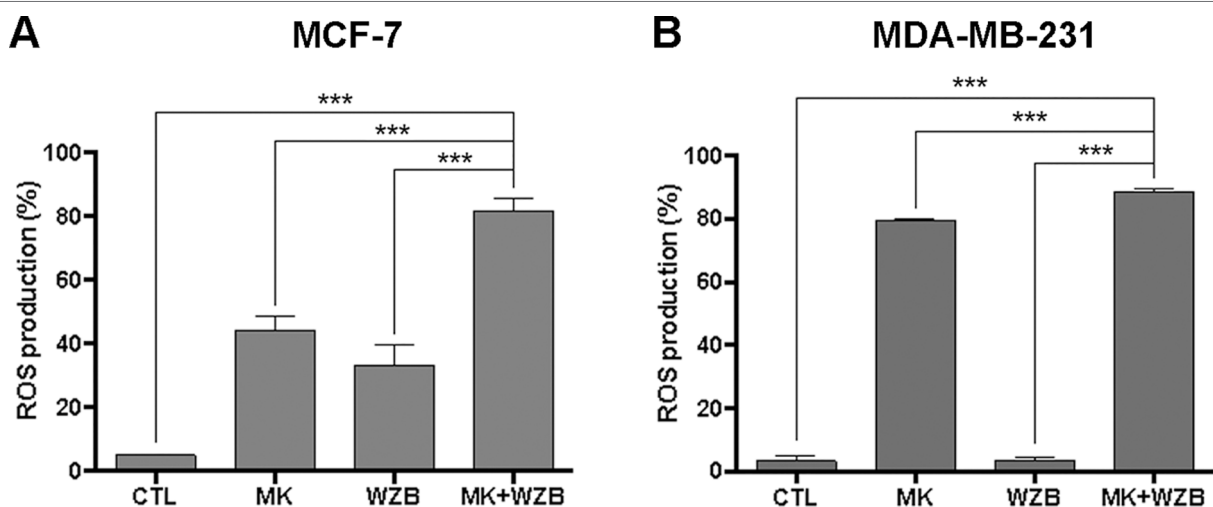 A
MCF-7
***
***
***
ROS production (%)
100
80
60
40
20
0
CTL
MK
WZB
MK+WZB
B
MDA-MB-231
***
***
***
ROS production (%)
100
80
60
40
20
0
CTL
MK
WZB
MK+WZB